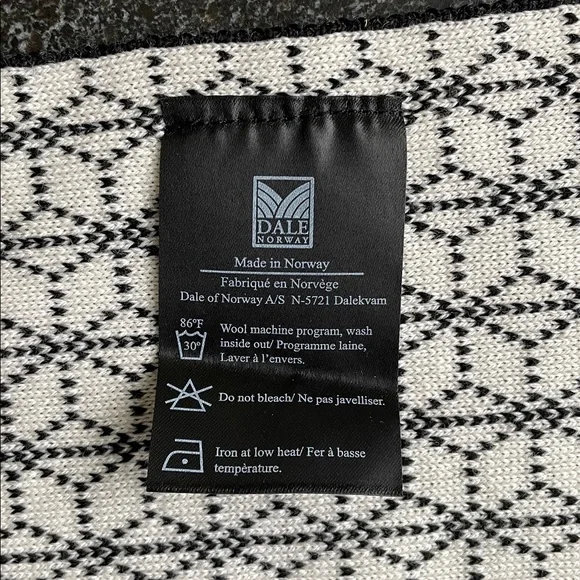 DALE
NORWAY
Made in Norway
Fabriqué en Norvège
Dale of Norway A/S N-5721 Dalekvam
86°F
30°
Wool machine program, wash
inside out/ Programme laine,
Laver à l'envers.
Do not bleach/ Ne pas javelliser.
Iron at low heat/ Fer à basse
tempèrature.